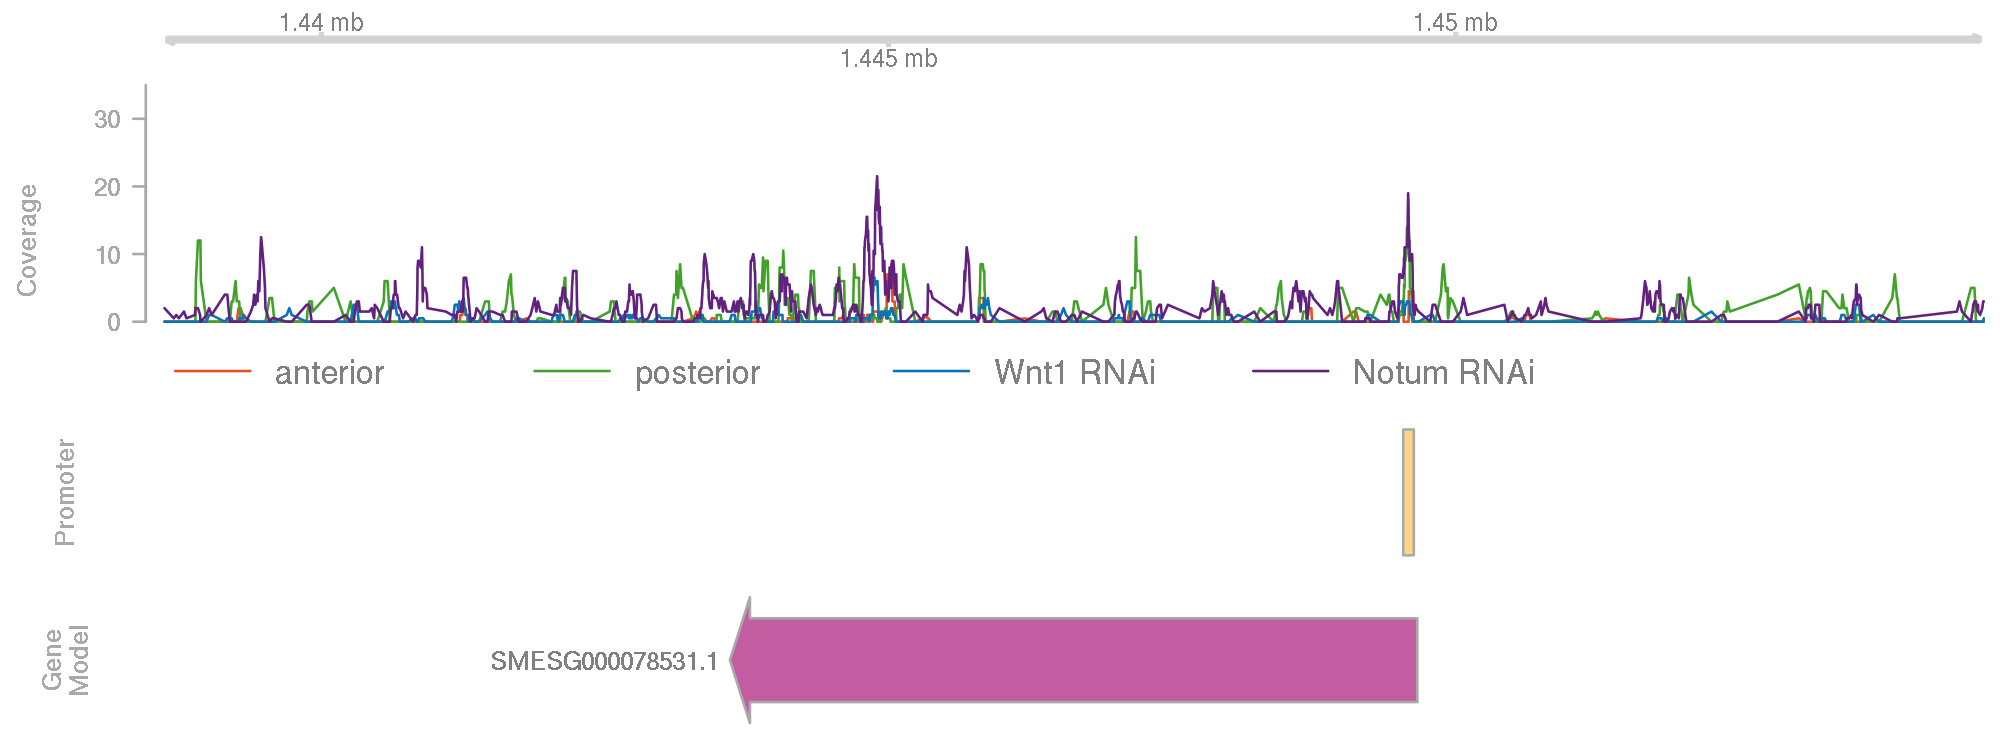 1.44 mb
1.45 mb
1.445 mb
Coverage
30
20
10
0
anterior
posterior
Wnt1 RNAi
Notum RNAi
Promoter
Gene
Model
SMESG000078531.1